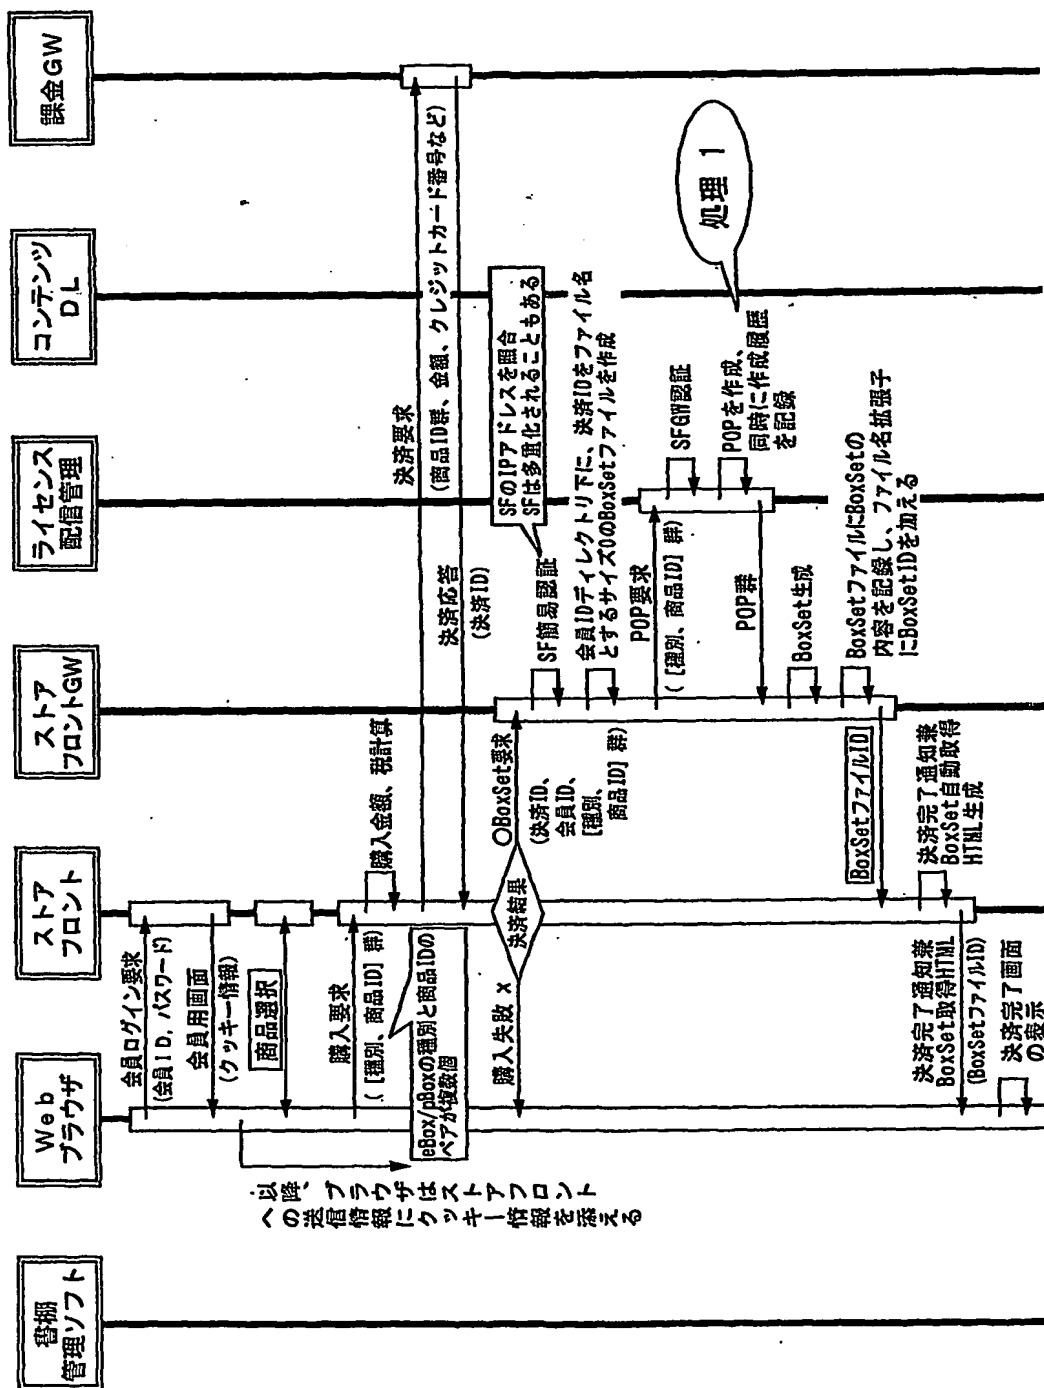 書棚
管理ソフト
Web
ブラウザ
ストア
フロント
ストア
フロントGW
ライセンス
配信管理
コンテンツ
DL
課金GW
会員ログイン要求
(会員ID, パスワード)
会員用画面
(クッキー情報)
以降、ブラウザはストアフロント
への送信情報にクッキー情報を添える
商品選択
購入要求
([種別、商品ID] 群)
eBox/pBoxの種別と商品IDの
ペアが複数個
購入金額、税計算
決済要求
(商品ID群、金額、クレジットカード番号など)
決済応答
(決済ID)
決済結果
購入失敗 x
○BoxSet要求
(決済ID、
会員ID、
[種別、
商品ID] 群)
SF簡易認証
SFのIPアドレスを照合
SFは多重化されることもある
会員IDディレクトリ下に、決済IDをファイル名
とするサイズ0のBoxSetファイルを作成
POP要求
([種別、商品ID] 群)
SFGW認証
POPを作成、
同時に作成履歴
を記録
処理 1
POP群
BoxSet生成
BoxSetファイルにBoxSetの
内容を記録し、ファイル名拡張子
にBoxSetIDを加える
BoxSetファイルID
決済完了通知兼
BoxSet自動取得
HTML生成
決済完了通知兼
BoxSet取得HTML
(BoxSetファイルID)
決済完了画面
の表示